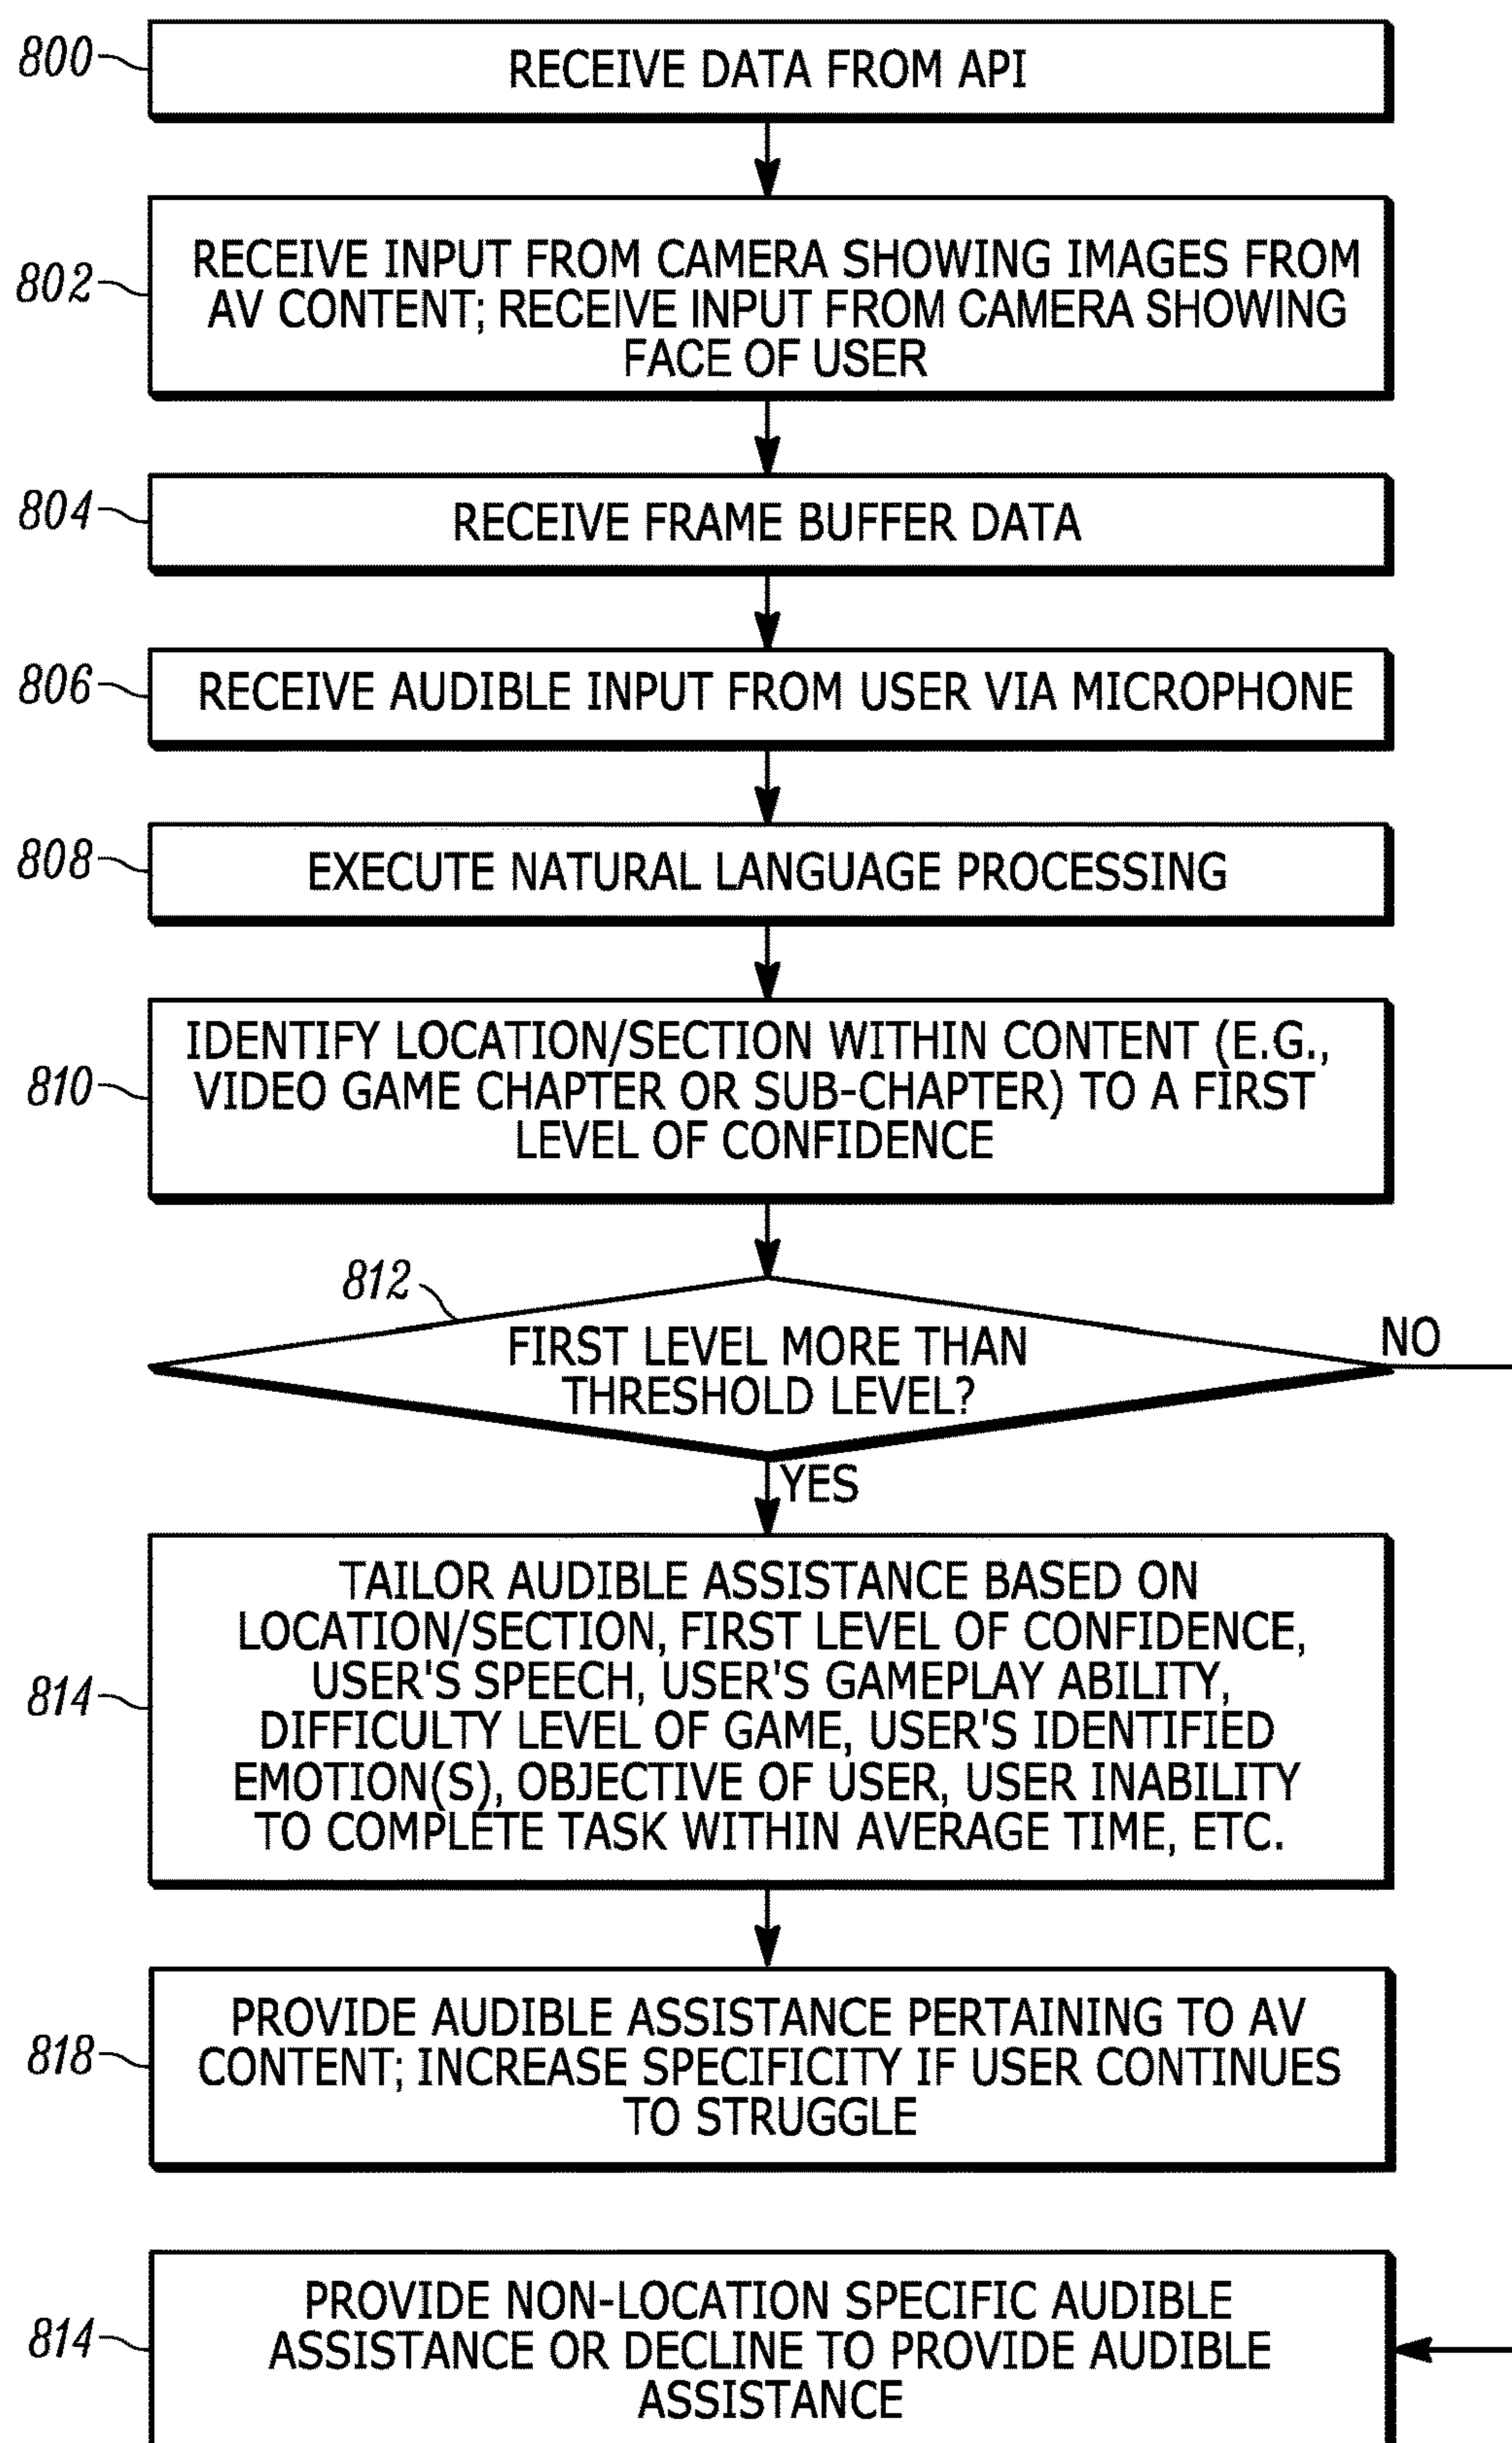 800
RECEIVE DATA FROM API
802
RECEIVE INPUT FROM CAMERA SHOWING IMAGES FROM
AV CONTENT; RECEIVE INPUT FROM CAMERA SHOWING
FACE OF USER
804
RECEIVE FRAME BUFFER DATA
806
RECEIVE AUDIBLE INPUT FROM USER VIA MICROPHONE
808
EXECUTE NATURAL LANGUAGE PROCESSING
810
IDENTIFY LOCATION/SECTION WITHIN CONTENT (E.G.,
VIDEO GAME CHAPTER OR SUB-CHAPTER) TO A FIRST
LEVEL OF CONFIDENCE
812
FIRST LEVEL MORE THAN
THRESHOLD LEVEL?
NO
YES
814
TAILOR AUDIBLE ASSISTANCE BASED ON
LOCATION/SECTION, FIRST LEVEL OF CONFIDENCE,
USER'S SPEECH, USER'S GAMEPLAY ABILITY,
DIFFICULTY LEVEL OF GAME, USER'S IDENTIFIED
EMOTION(S), OBJECTIVE OF USER, USER INABILITY
TO COMPLETE TASK WITHIN AVERAGE TIME, ETC.
818
PROVIDE AUDIBLE ASSISTANCE PERTAINING TO AV
CONTENT; INCREASE SPECIFICITY IF USER CONTINUES
TO STRUGGLE
814
PROVIDE NON-LOCATION SPECIFIC AUDIBLE
ASSISTANCE OR DECLINE TO PROVIDE AUDIBLE
ASSISTANCE